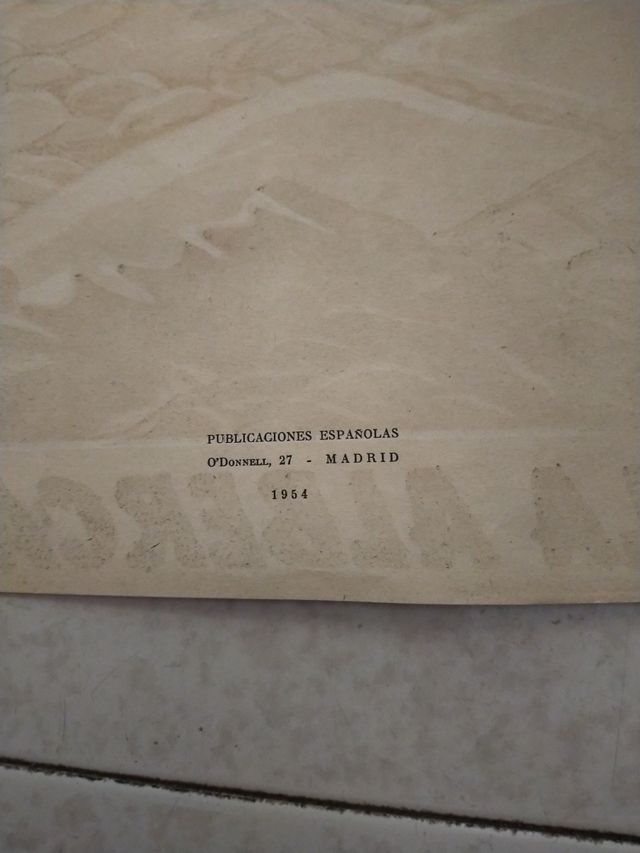 PUBLICACIONES ESPAÑOLAS
O'DONNELL, 27 - MADRID
1954